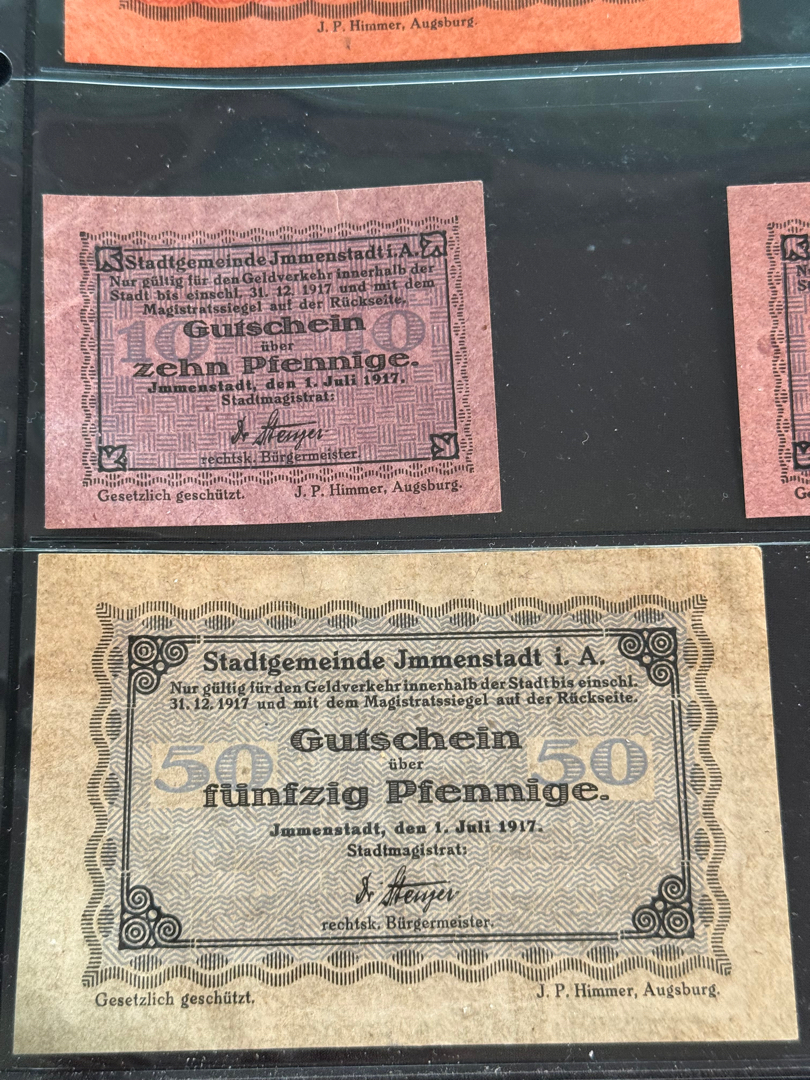 J. P. Himmer, Augsburg.
Stadtgemeinde Jmmenstadt i. A.
Nur gültig für den Geldverkehr innerhalb der
Stadt bis einschl. 31. 12. 1917 und mit dem
Magistratssiegel auf der Rückseite.
Gutschein
10 über 10
zehn Pfennige.
Jmmenstadt, den 1. Juli 1917.
Stadtmagistrat:
rechtsk. Bürgermeister.
Gesetzlich geschützt. J. P. Himmer, Augsburg.
Stadtgemeinde Jmmenstadt i. A.
Nur gültig für den Geldverkehr innerhalb der Stadt bis einschl.
31. 12. 1917 und mit dem Magistratssiegel auf der Rückseite.
Gutschein
50 über 50
fünfzig Pfennige.
Jmmenstadt, den 1. Juli 1917.
Stadtmagistrat:
rechtsk. Bürgermeister.
Gesetzlich geschützt. J. P. Himmer, Augsburg.